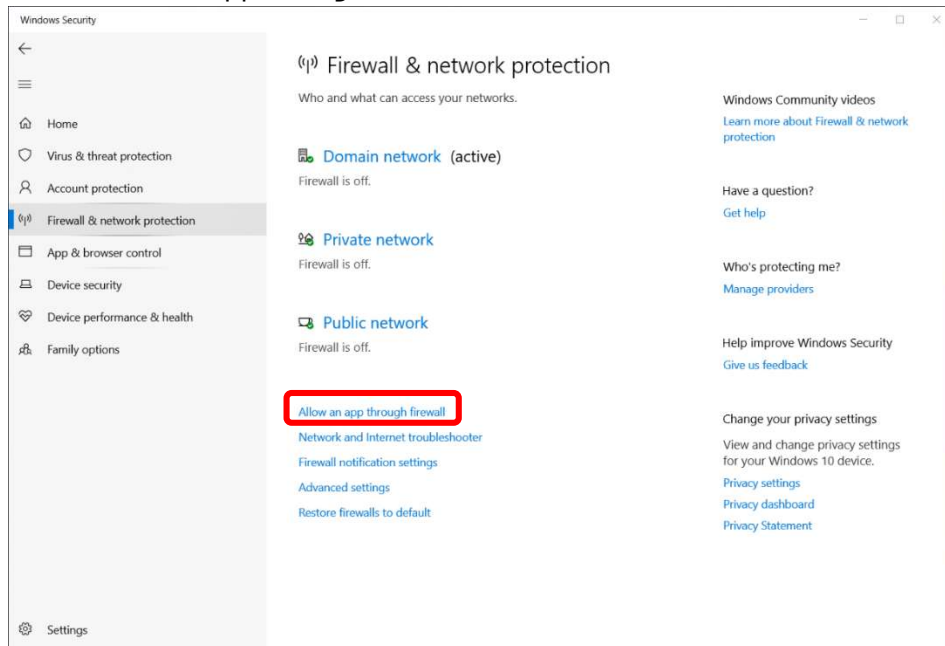 Windows Security
Home
Virus & threat protection
Account protection
Firewall & network protection
App & browser control
Device security
Device performance & health
Family options
Settings
Firewall & network protection
Who and what can access your networks.
Domain network (active)
Firewall is off.
Private network
Firewall is off.
Public network
Firewall is off.
Allow an app through firewall
Network and Internet troubleshooter
Firewall notification settings
Advanced settings
Restore firewalls to default
Windows Community videos
Learn more about Firewall & network
protection
Have a question?
Get help
Who's protecting me?
Manage providers
Help improve Windows Security
Give us feedback
Change your privacy settings
View and change privacy settings
for your Windows 10 device.
Privacy settings
Privacy dashboard
Privacy Statement